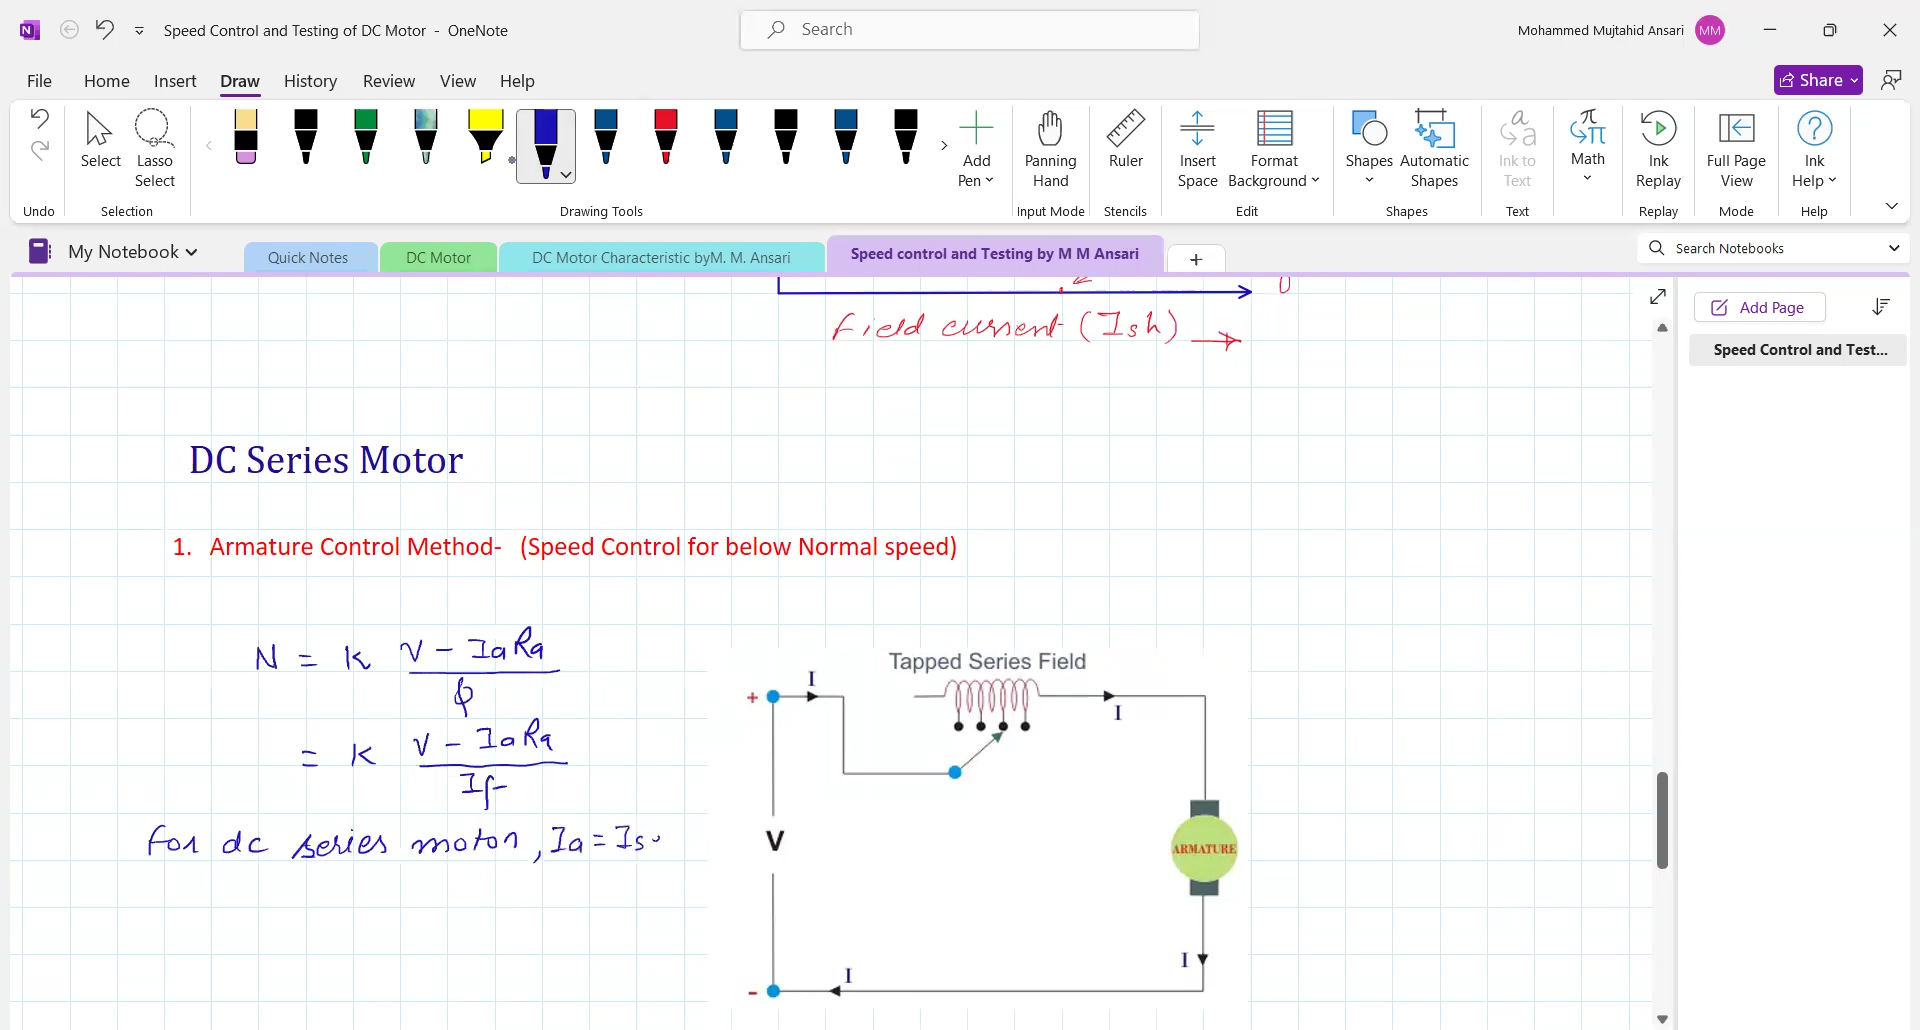 Speed Control and Testing of DC Motor - OneNote
Search
Mohammed Mujtahid Ansari
MM
File Home Insert Draw History Review View Help
Share
Select
Lasso Select
Add Pen
Panning Hand
Ruler
Insert Space
Format Background
Shapes
Automatic Shapes
Ink to Text
Math
Ink Replay
Full Page View
Ink Help
Undo Selection Drawing Tools Input Mode Stencils Edit Shapes Text Replay Mode Help
My Notebook
Quick Notes
DC Motor
DC Motor Characteristic byM. M. Ansari
Speed control and Testing by M M Ansari
+
Search Notebooks
Add Page
Speed Control and Test...
Field current (Ish)
DC Series Motor
1. Armature Control Method- (Speed Control for below Normal speed)
N = K V - IaRa
φ
= K V - IaRa
If
For dc series motor, Ia = Is.
Tapped Series Field
+ I
I
V
ARMATURE
I
- I